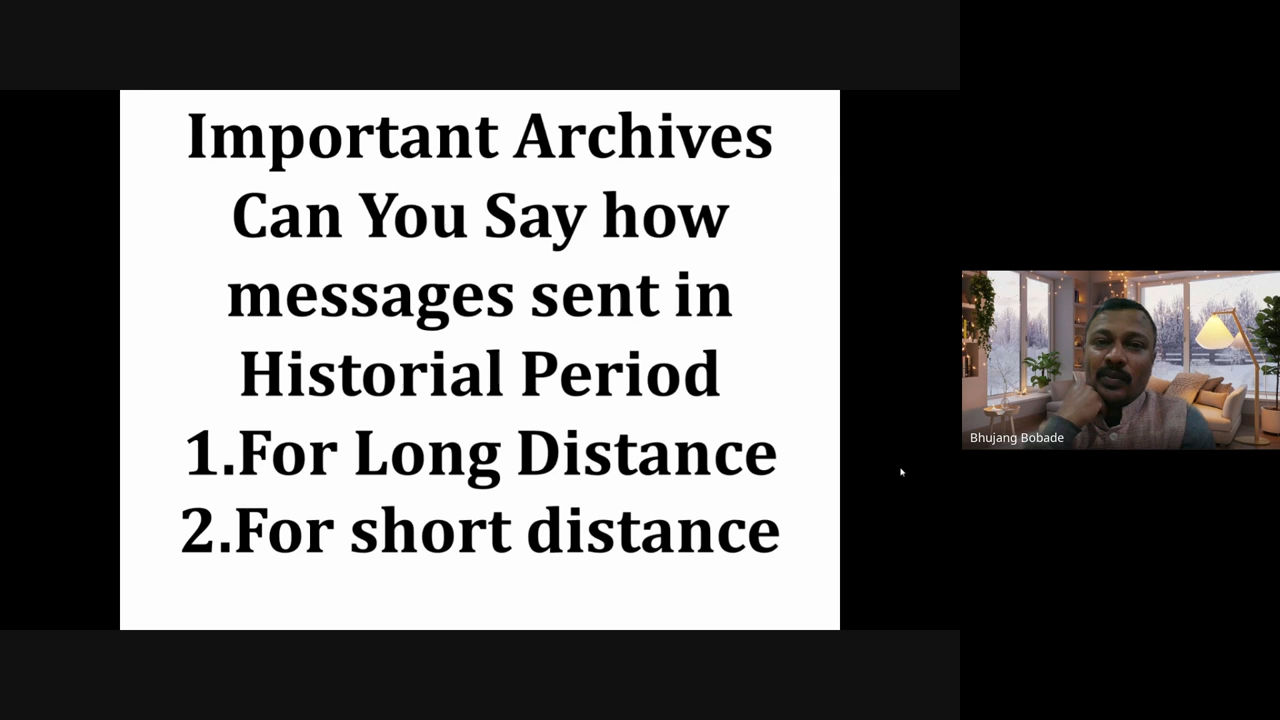 Important Archives
Can You Say how
messages sent in
Historial Period
1.For Long Distance
2.For short distance
Bhujang Bobade